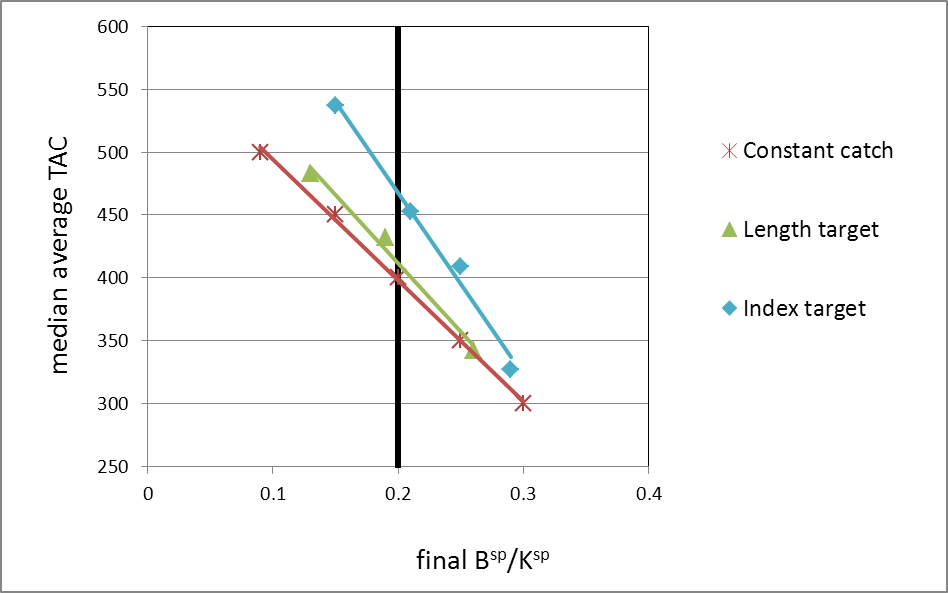 600
550
500
450
400
350
300
250
0
0.1
0.2
0.3
0.4
median average TAC
final Bˢᵖ/Kˢᵖ
Constant catch
Length target
Index target